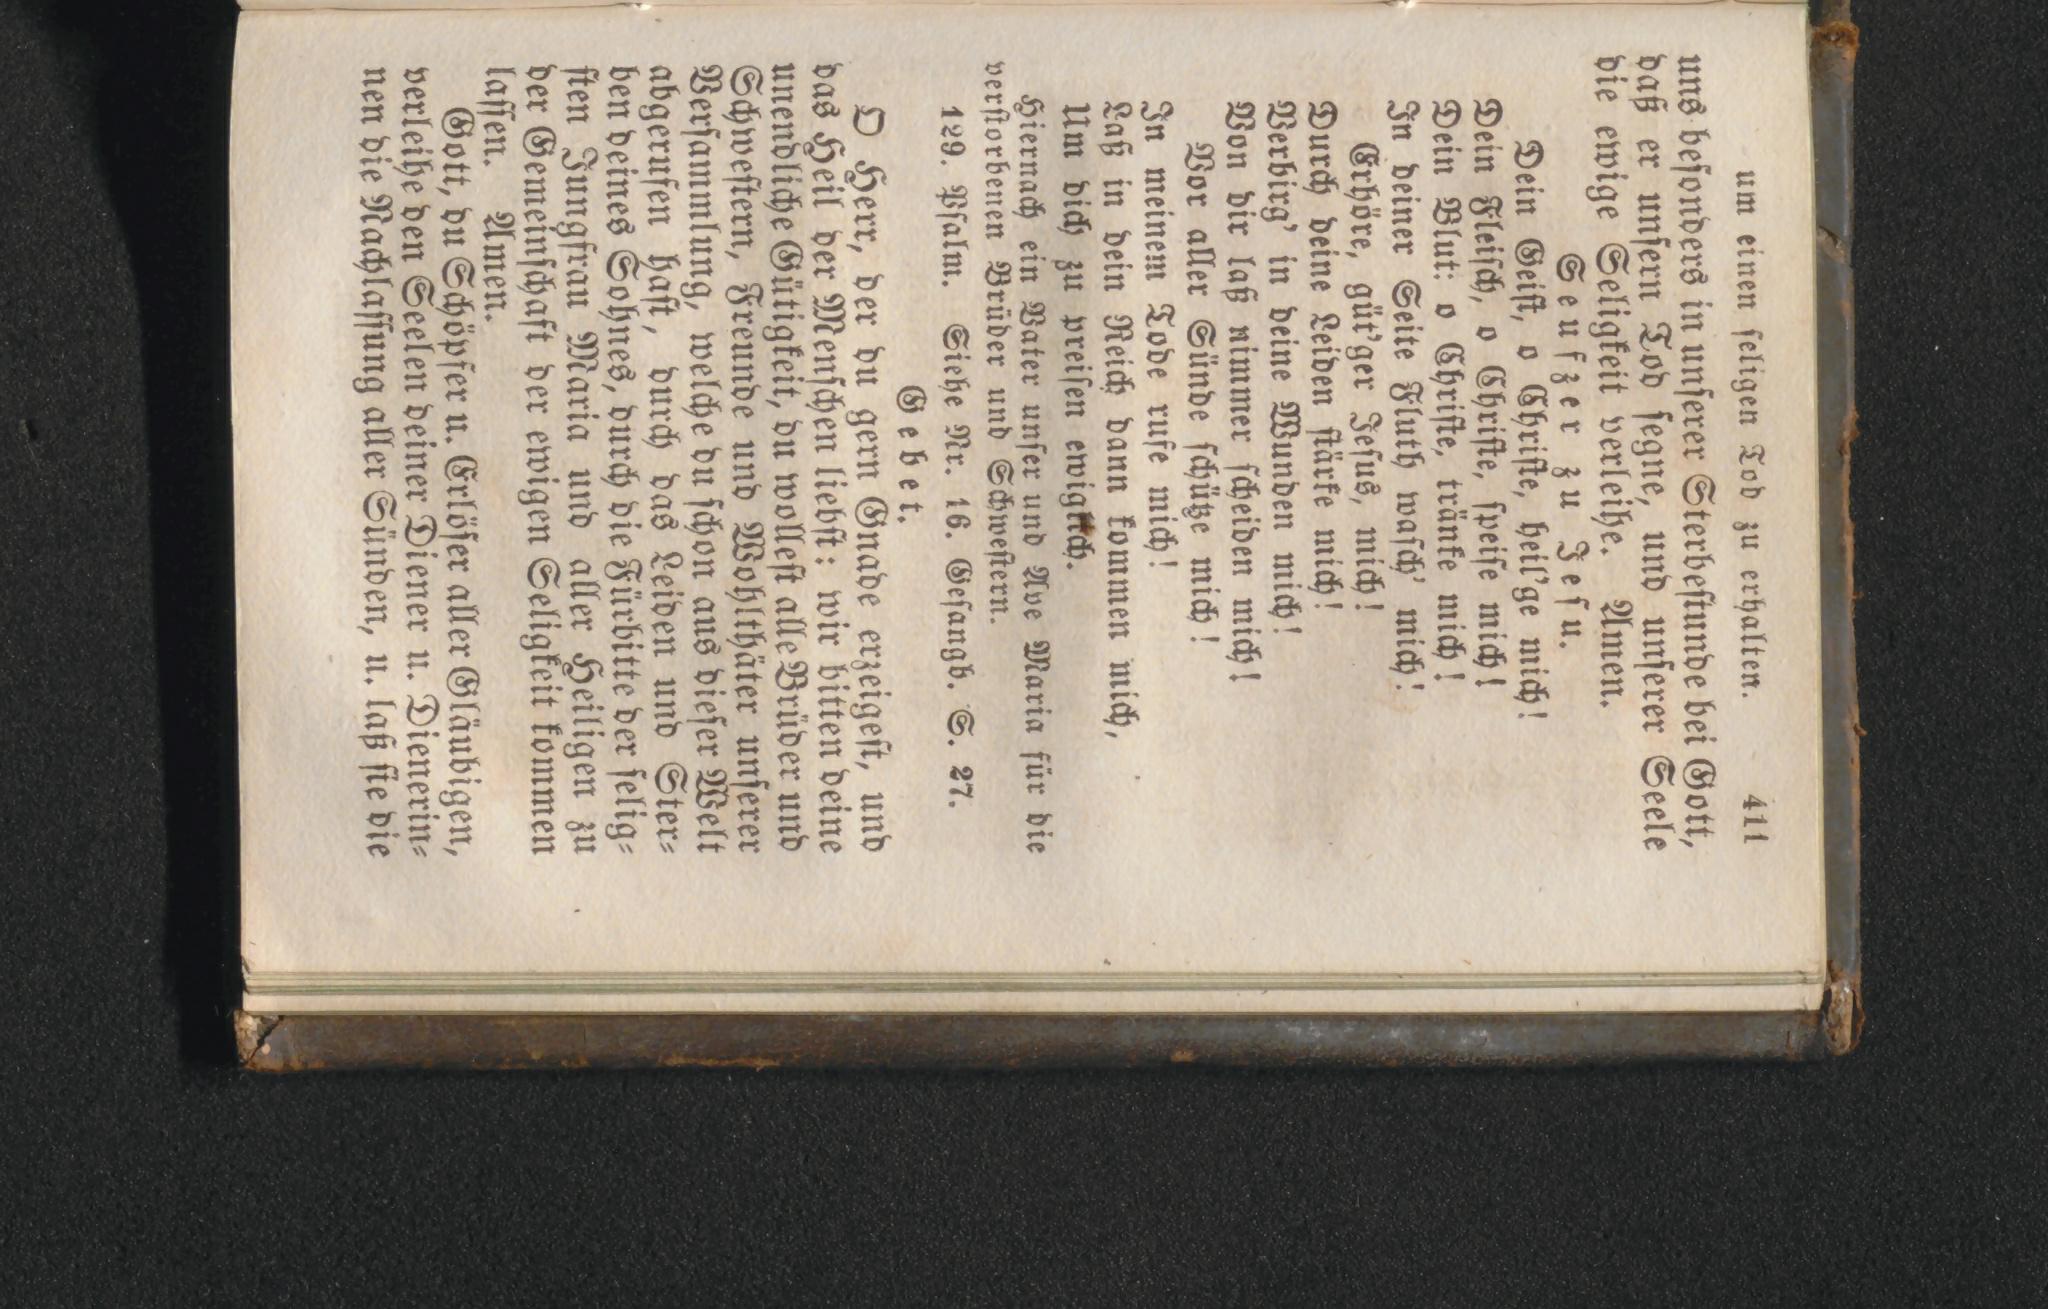 um einen seligen Tod zu erhalten. 411
uns besonders in unserer Sterbestunde bei Gott,
daß er unsern Tod segne, und unserer Seele
die ewige Seligkeit verleihe. Amen.
Seufzer zu Jesu.
Dein Geist, o Christe, heil'ge mich!
Dein Fleisch, o Christe, speise mich!
Dein Blut: o Christe, tränke mich!
In deiner Seite Fluth wasch' mich!
Erhöre, güt'ger Jesus, mich!
Durch deine Leiden stärke mich!
Verbirg' in deine Wunden mich!
Von dir laß nimmer scheiden mich!
Vor aller Sünde schütze mich!
In meinem Tode rufe mich!
Laß in dein Reich dann kommen mich,
Um dich zu preisen ewiglich.
Hiernach ein Vater unser und Ave Maria für die
verstorbenen Brüder und Schwestern.
129. Psalm. Siehe Nr. 16. Gesangb. S. 27.
Gebet.
O Herr, der du gern Gnade erzeigest, und
das Heil der Menschen liebst: wir bitten deine
unendliche Gütigkeit, du wollest alle Brüder und
Schwestern, Freunde und Wohlthäter unserer
Versammlung, welche du schon aus dieser Welt
abgerufen hast, durch das Leiden und Ster-
ben deines Sohnes, durch die Fürbitte der selig-
sten Jungfrau Maria und aller Heiligen zu
der Gemeinschaft der ewigen Seligkeit kommen
lassen. Amen.
Gott, du Schöpfer u. Erlöser aller Gläubigen,
verleihe den Seelen deiner Diener u. Dienerin-
nen die Nachlassung aller Sünden, u. laß sie die